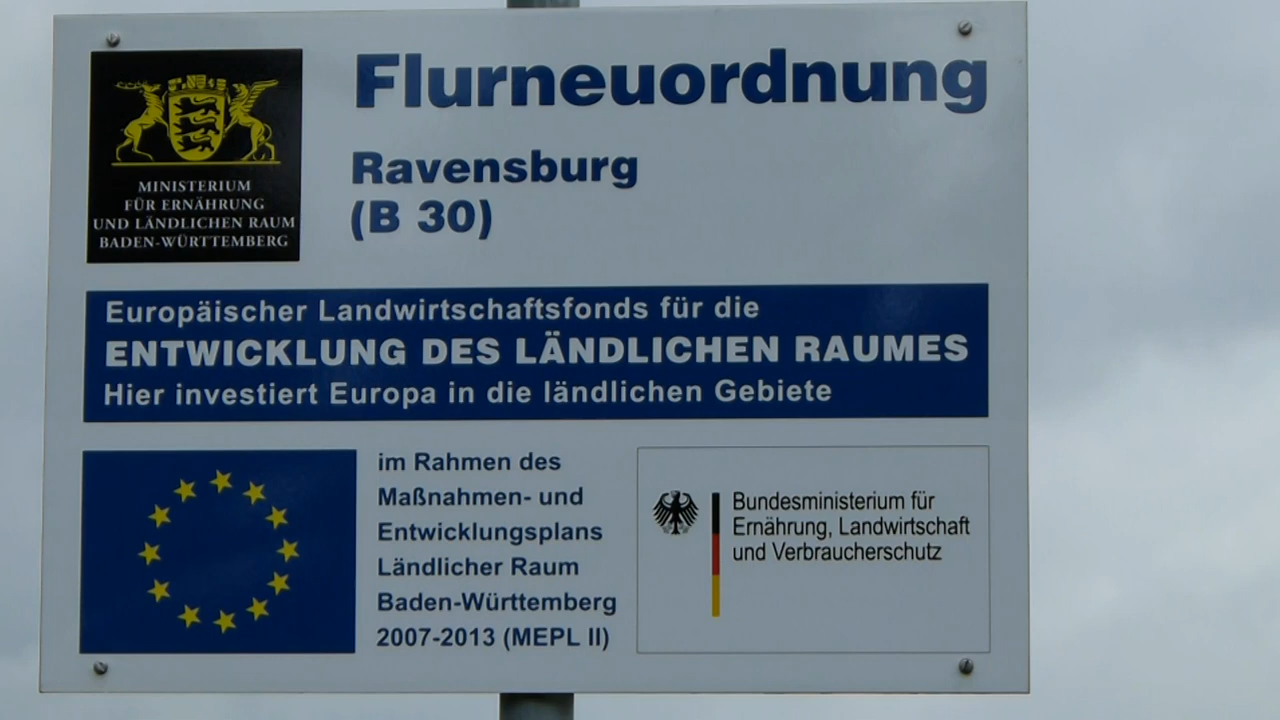 Flurneuordnung
Ravensburg
(B 30)
MINISTERIUM
FÜR ERNÄHRUNG
UND LÄNDLICHEN RAUM
BADEN-WÜRTTEMBERG
Europäischer Landwirtschaftsfonds für die
ENTWICKLUNG DES LÄNDLICHEN RAUMES
Hier investiert Europa in die ländlichen Gebiete
im Rahmen des
Maßnahmen- und
Entwicklungsplans
Ländlicher Raum
Baden-Württemberg
2007-2013 (MEPL II)
Bundesministerium für
Ernährung, Landwirtschaft
und Verbraucherschutz